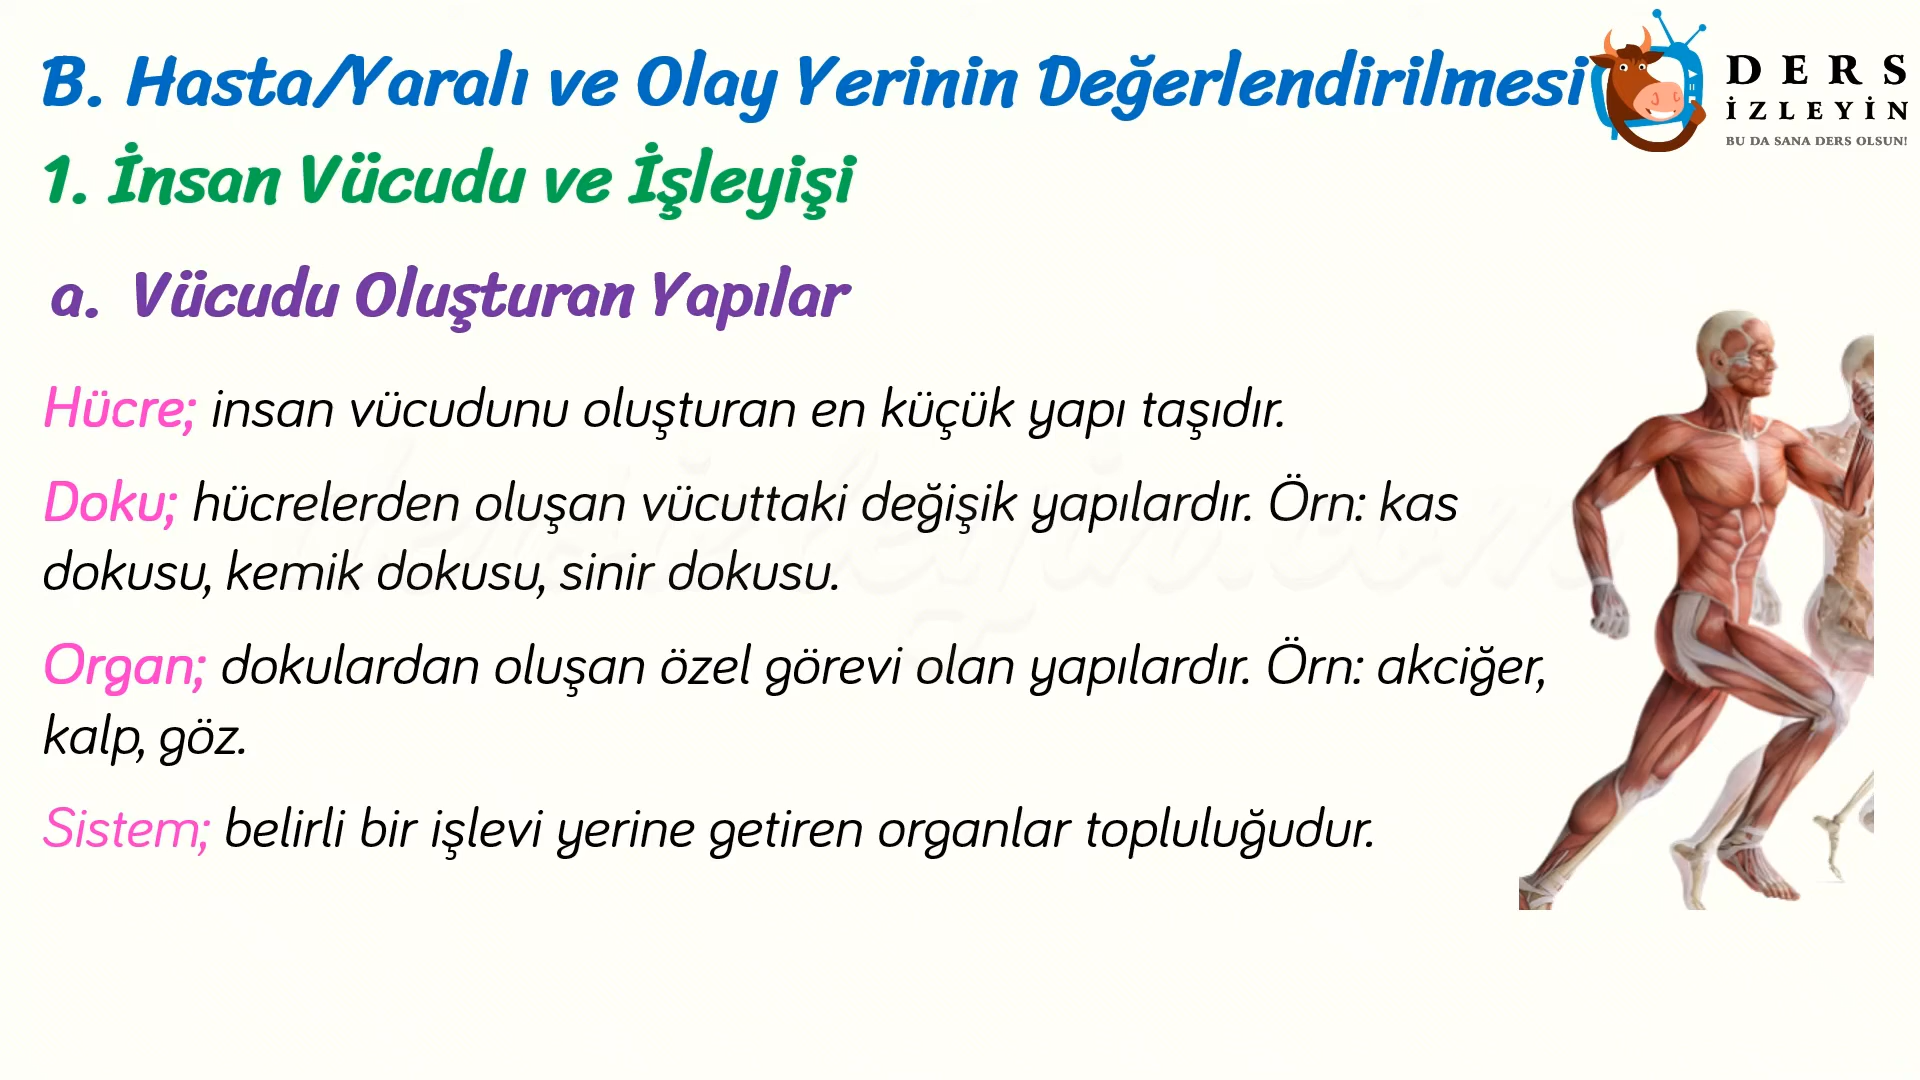 B. Hasta/Yaralı ve Olay Yerinin Değerlendirilmesi
DERS
İZLEYİN
BU DA SANA DERS OLSUN!
1. İnsan Vücudu ve İşleyişi
a. Vücudu Oluşturan Yapılar
Hücre; insan vücudunu oluşturan en küçük yapı taşıdır.
Doku; hücrelerden oluşan vücuttaki değişik yapılardır. Örn: kas
dokusu, kemik dokusu, sinir dokusu.
Organ; dokulardan oluşan özel görevi olan yapılardır. Örn: akciğer,
kalp, göz.
Sistem; belirli bir işlevi yerine getiren organlar topluluğudur.